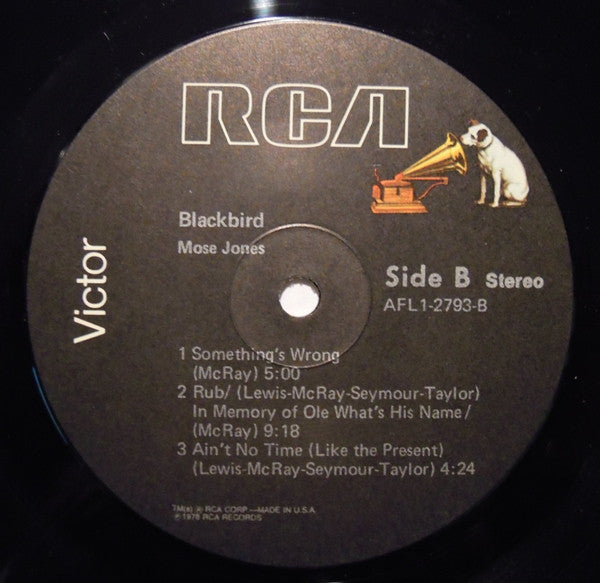 RCA
Victor
Blackbird
Mose Jones
Side B Stereo
AFL1-2793-B
1 Something's Wrong
(McRay) 5:00
2 Rub/ (Lewis-McRay-Seymour-Taylor)
In Memory of Ole What's His Name/
(McRay) 9:18
3 Ain't No Time (Like the Present)
(Lewis-McRay-Seymour-Taylor) 4:24
TM(s) ® RCA CORP.—MADE IN U.S.A.
℗ 1978 RCA RECORDS